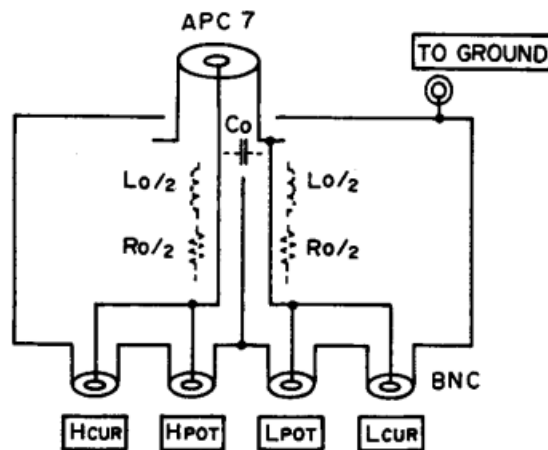 APC 7
TO GROUND
Co
Lo/2
Lo/2
Ro/2
Ro/2
BNC
HCUR
HPOT
LPOT
LCUR